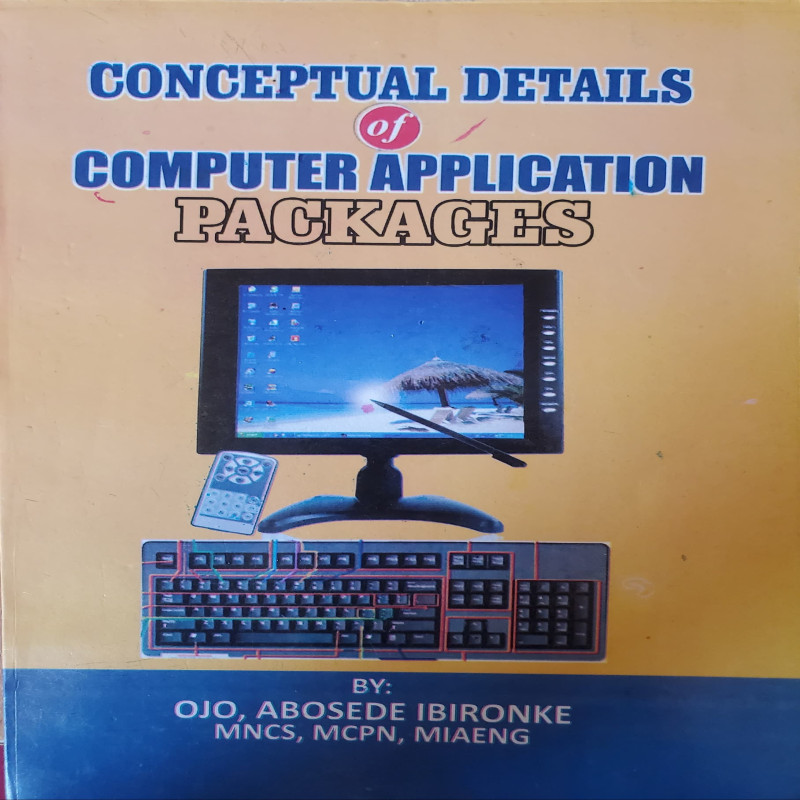 CONCEPTUAL DETAILS
of
COMPUTER APPLICATION
PACKAGES
BY:
OJO, ABOSEDE IBIRONKE
MNCS, MCPN, MIAENG